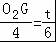 O₂G/4 = t/6